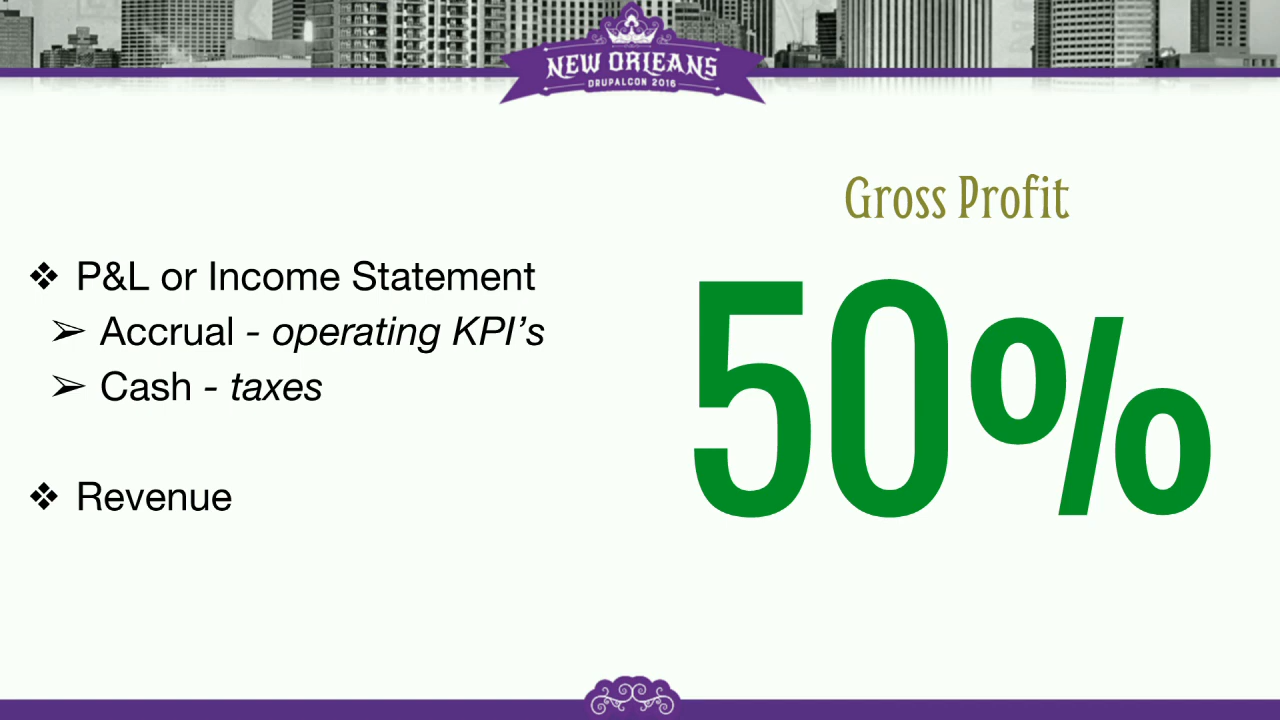 NEW ORLEANS
DRUPALCON 2016
Gross Profit
50%
❖ P&L or Income Statement
➢ Accrual - operating KPI’s
➢ Cash - taxes
❖ Revenue